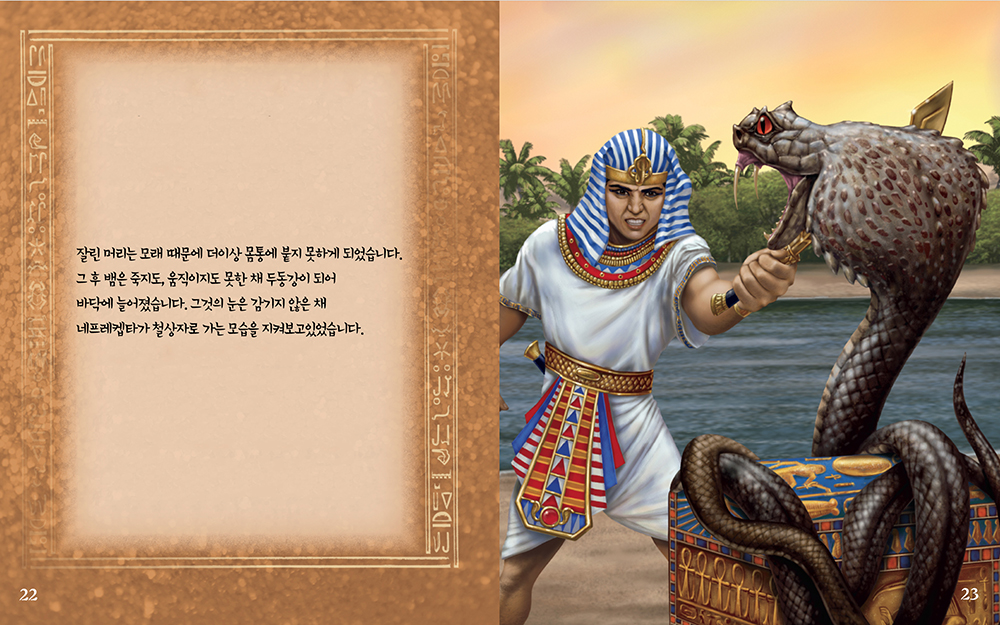 잘린 머리는 모래 때문에 더이상 몸통에 붙지 못하게 되었습니다.
그 후 뱀은 죽지도, 움직이지도 못한 채 두동강이 되어
바닥에 늘어졌습니다. 그것의 눈은 감기지 않은 채
네프레켑타가 철상자로 가는 모습을 지켜보고있었습니다.
22
23